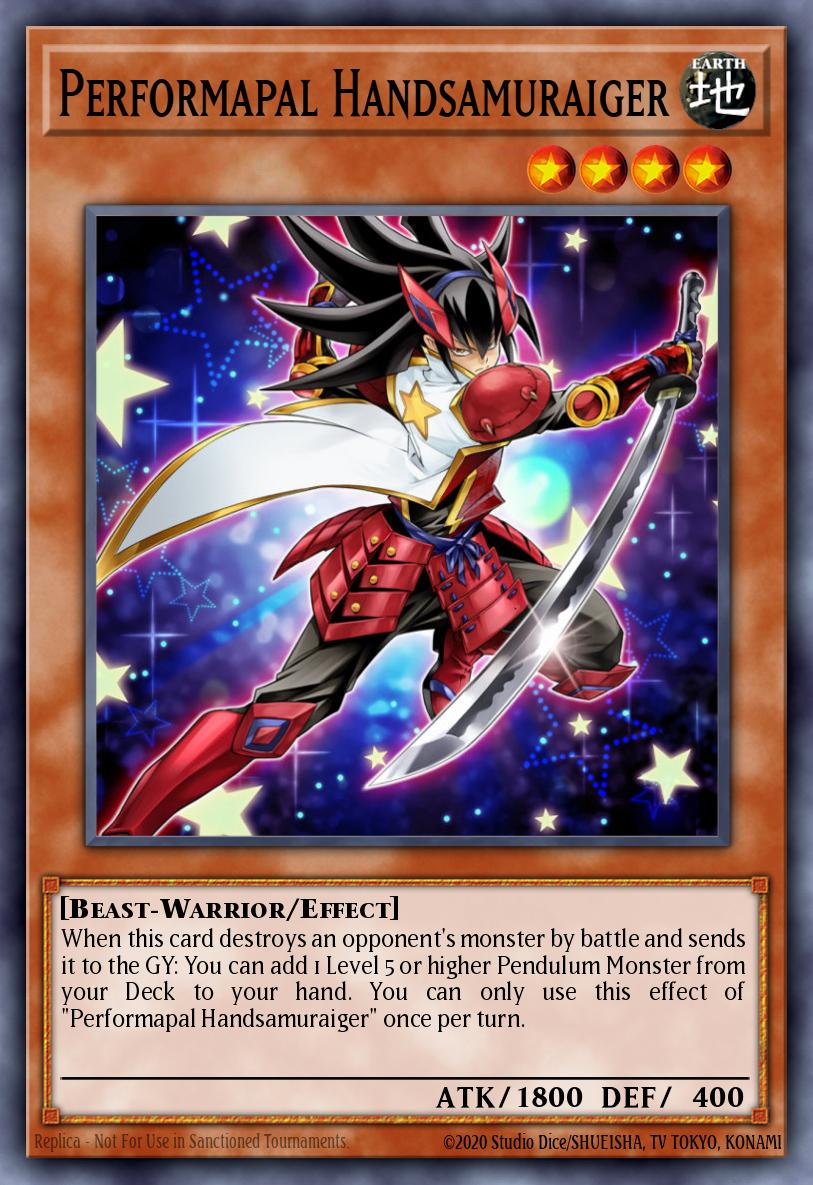 Performapal Handsamuraiger
EARTH
地
[Beast-Warrior/Effect]
When this card destroys an opponent's monster by battle and sends
it to the GY: You can add 1 Level 5 or higher Pendulum Monster from
your Deck to your hand. You can only use this effect of
"Performapal Handsamuraiger" once per turn.
ATK/1800 DEF/ 400
Replica - Not For Use in Sanctioned Tournaments.
©2020 Studio Dice/SHUEISHA, TV TOKYO, KONAMI